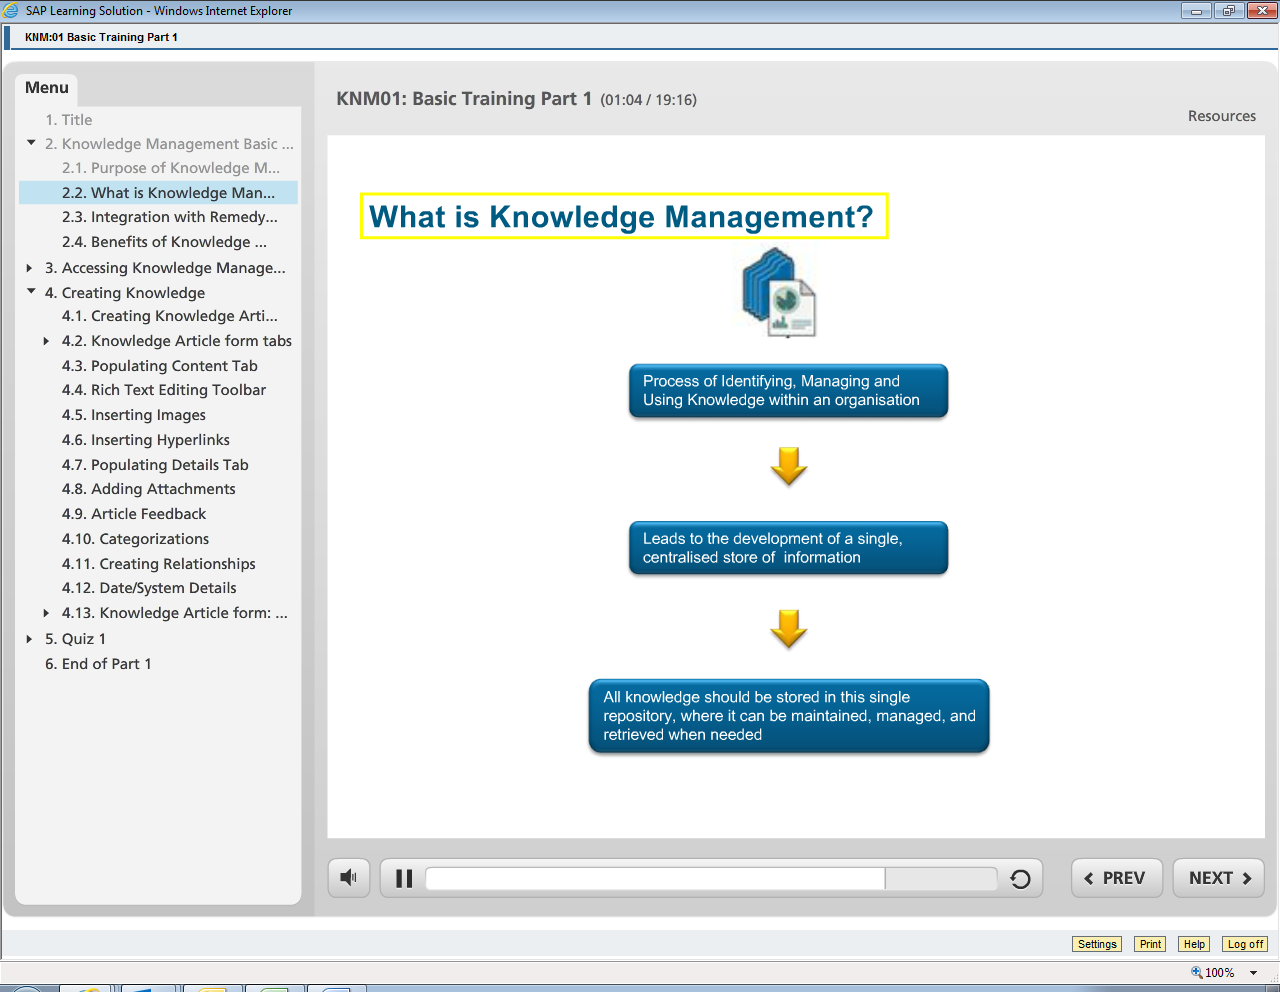 SAP Learning Solution - Windows Internet Explorer
KNM:01 Basic Training Part 1
Menu
1. Title
2. Knowledge Management Basic ...
2.1. Purpose of Knowledge M...
2.2. What is Knowledge Man...
2.3. Integration with Remedy...
2.4. Benefits of Knowledge ...
3. Accessing Knowledge Manage...
4. Creating Knowledge
4.1. Creating Knowledge Arti...
4.2. Knowledge Article form tabs
4.3. Populating Content Tab
4.4. Rich Text Editing Toolbar
4.5. Inserting Images
4.6. Inserting Hyperlinks
4.7. Populating Details Tab
4.8. Adding Attachments
4.9. Article Feedback
4.10. Categorizations
4.11. Creating Relationships
4.12. Date/System Details
4.13. Knowledge Article form: ...
5. Quiz 1
6. End of Part 1
KNM01: Basic Training Part 1 (01:04 / 19:16)
Resources
What is Knowledge Management?
Process of Identifying, Managing and
Using Knowledge within an organisation
Leads to the development of a single,
centralised store of information
All knowledge should be stored in this single
repository, where it can be maintained, managed, and
retrieved when needed
PREV
NEXT
Settings
Print
Help
Log off
100%